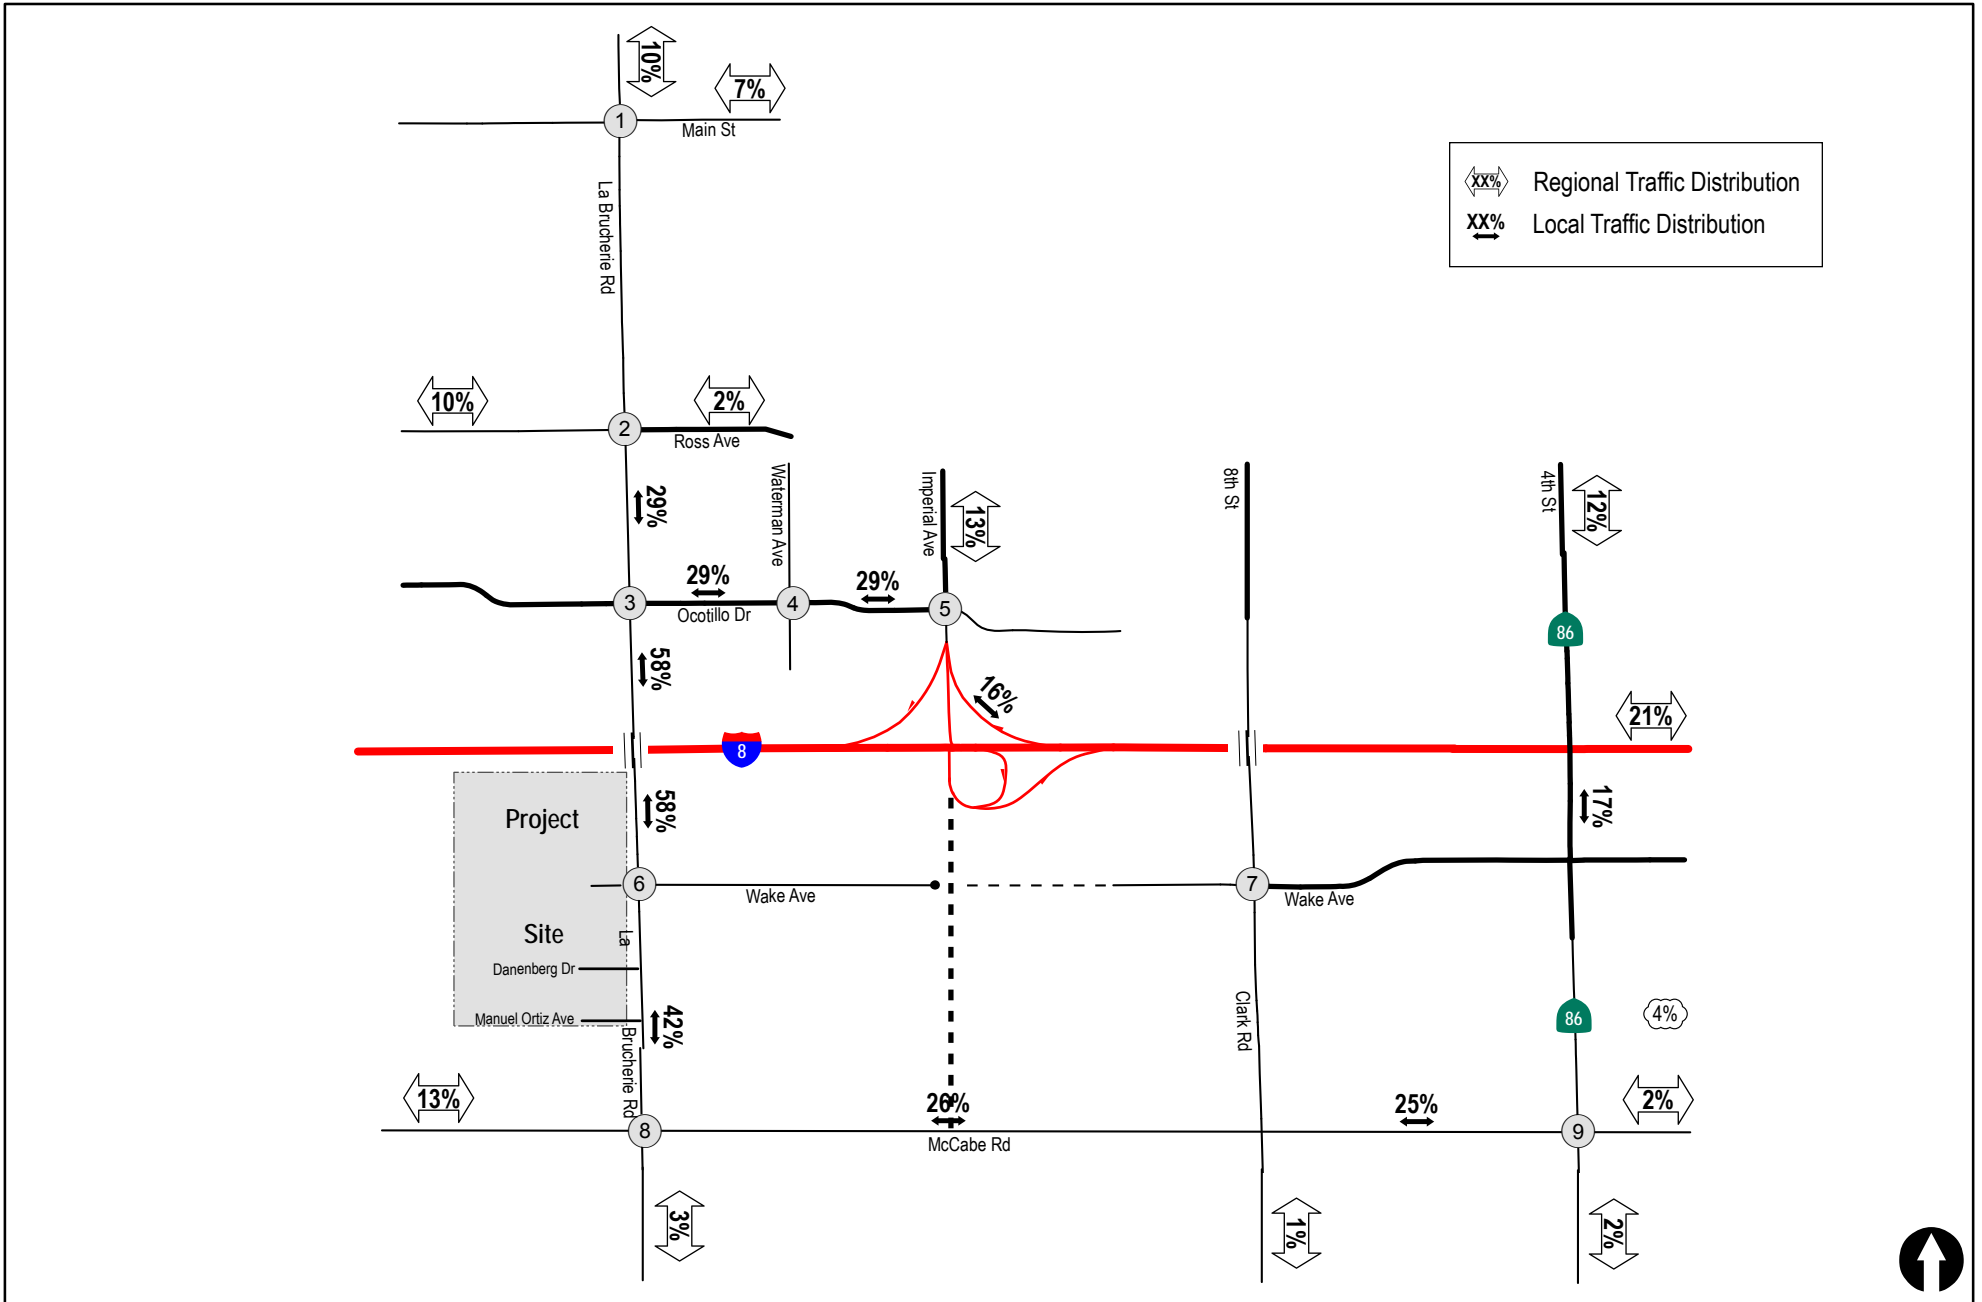 10%
7%
1
Main St
La Brucherie Rd
XX% Regional Traffic Distribution
XX% Local Traffic Distribution
10%
2%
2
Ross Ave
29%
Waterman Ave
Imperial Ave
13%
8th St
4th St
12%
29%
29%
3
4
5
Ocotillo Dr
86
58%
16%
21%
8
58%
17%
Project
6
Wake Ave
7
Wake Ave
Site
La
Danenberg Dr
Manuel Ortiz Ave
42%
Brucherie Rd
Clark Rd
86
4%
13%
26%
25%
2%
8
McCabe Rd
9
3%
1%
2%